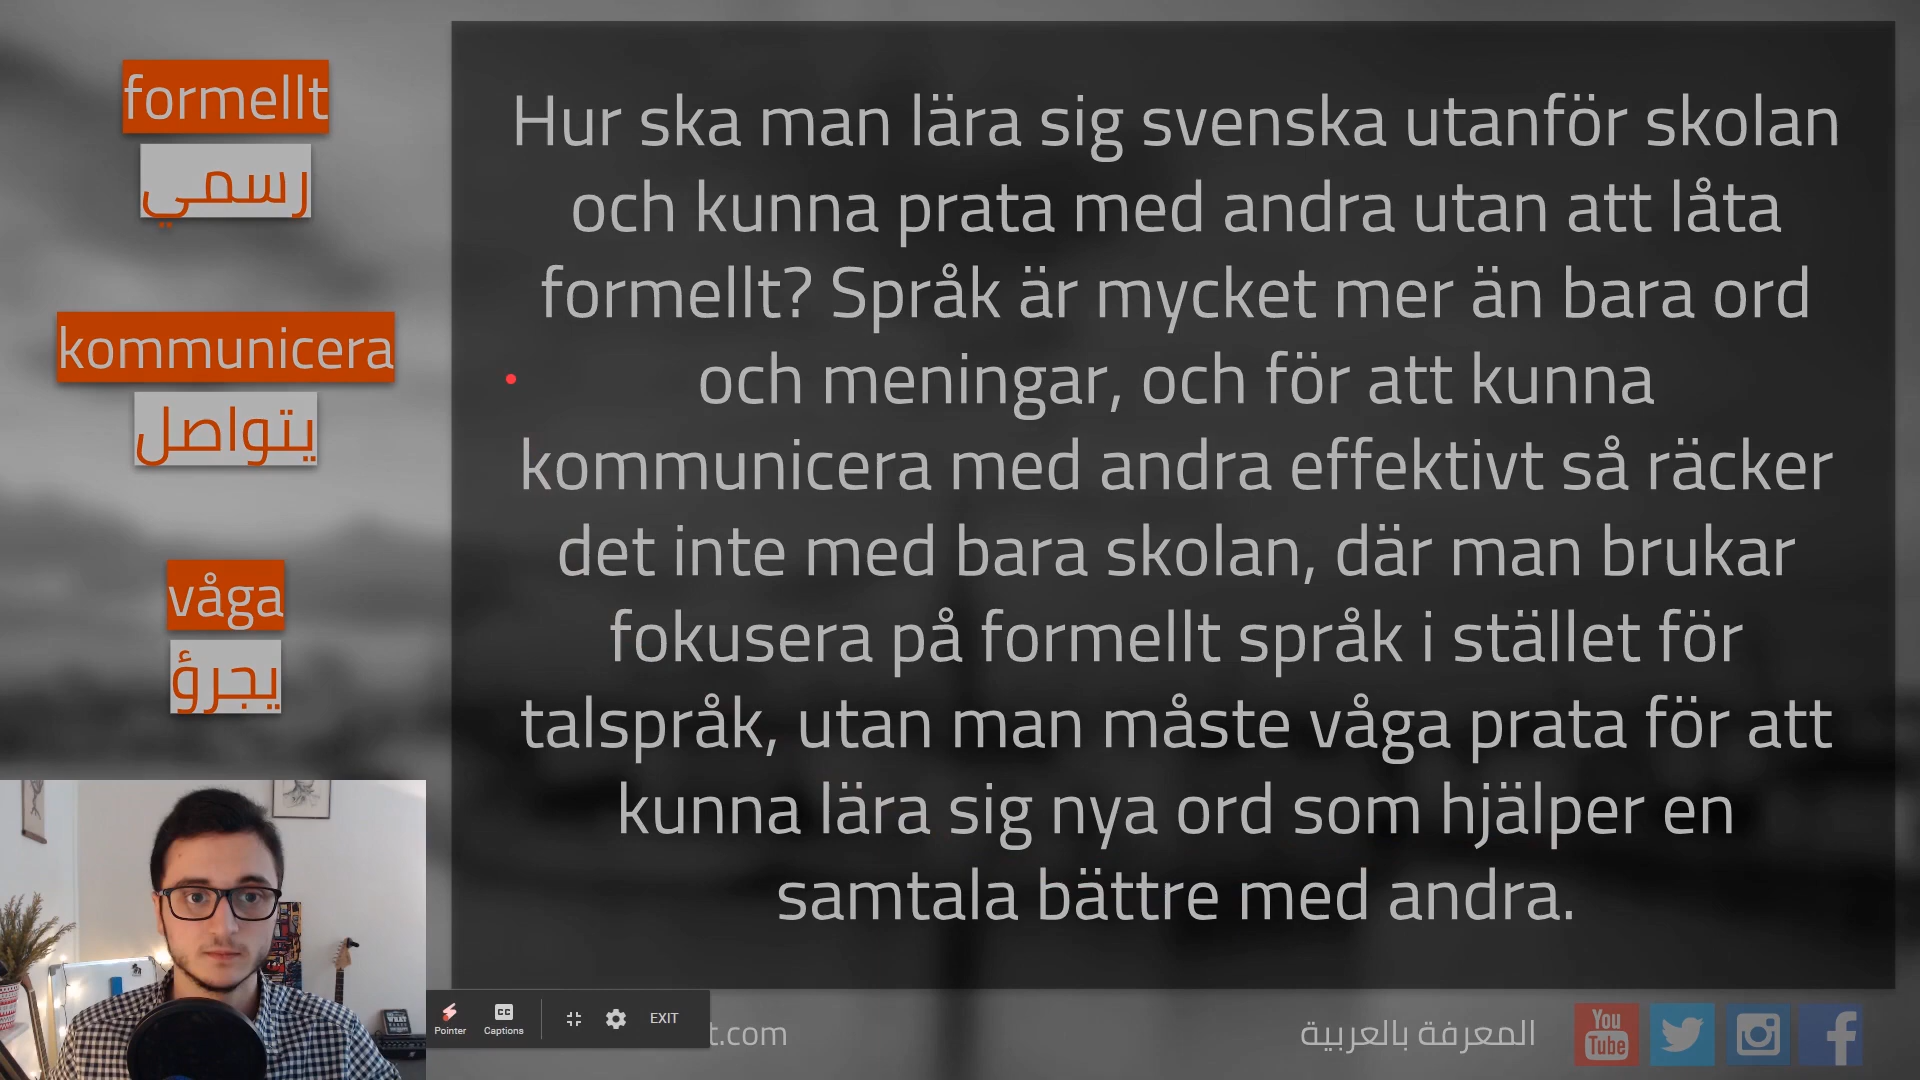 formellt
رسمي
kommunicera
يتواصل
våga
يجرؤ
Hur ska man lära sig svenska utanför skolan
och kunna prata med andra utan att låta
formellt? Språk är mycket mer än bara ord
och meningar, och för att kunna
kommunicera med andra effektivt så räcker
det inte med bara skolan, där man brukar
fokusera på formellt språk i stället för
talspråk, utan man måste våga prata för att
kunna lära sig nya ord som hjälper en
samtala bättre med andra.
Pointer
CC
Captions
EXIT
t.com
المعرفة بالعربية
You
Tube